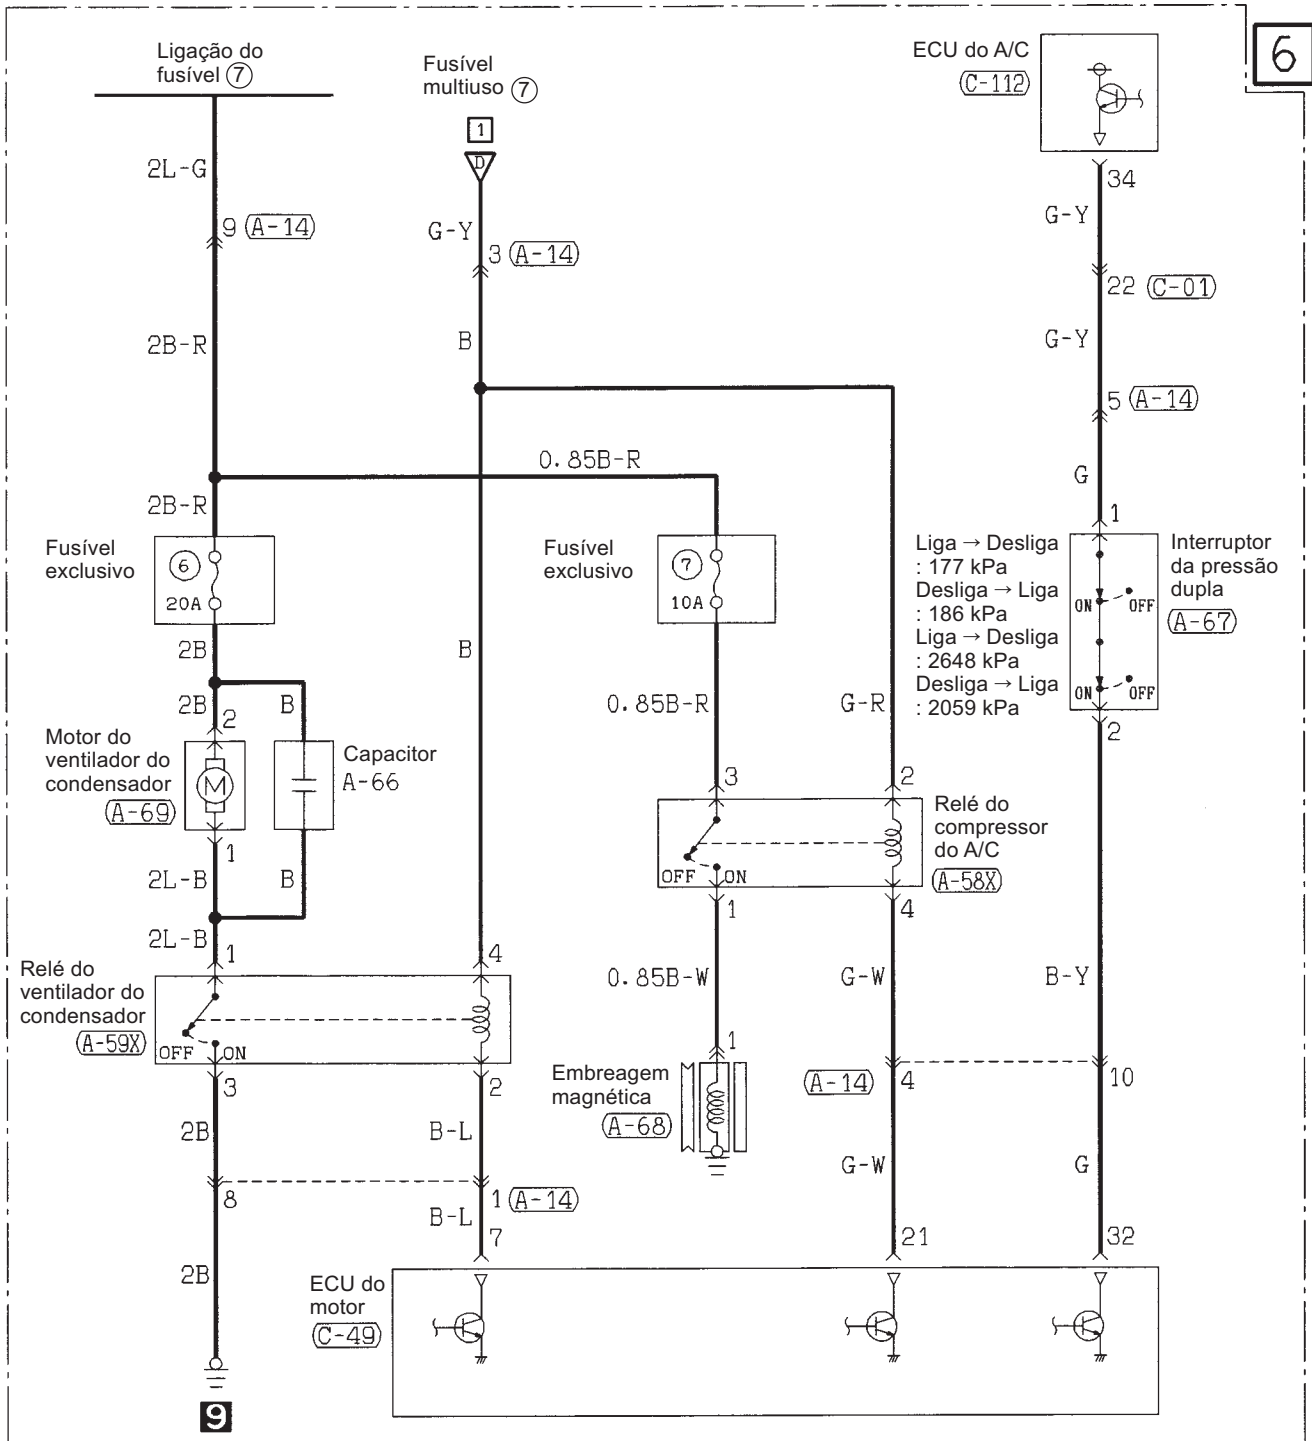 6
Ligação do
fusível 7
Fusível
multiuso 7
1
D
ECU do A/C
C-112
34
2L-G
G-Y
G-Y
9 A-14
3 A-14
22 C-01
2B-R
B
G-Y
5 A-14
0.85B-R
G
2B-R
1
Fusível
exclusivo
6
20A
Fusível
exclusivo
7
10A
Liga → Desliga
: 177 kPa
Desliga → Liga
: 186 kPa
Liga → Desliga
: 2648 kPa
Desliga → Liga
: 2059 kPa
ON OFF
ON OFF
Interruptor
da pressão
dupla
A-67
2B
B
2B
B
2
0.85B-R
G-R
2
Motor do
ventilador do
condensador
A-69
M
Capacitor
A-66
3
2
Relé do
compressor
do A/C
A-58X
OFF ON
1
2L-B
B
1
4
2L-B
1
4
0.85B-W
G-W
B-Y
Relé do
ventilador do
condensador
A-59X
OFF ON
1
3
2
Embreagem
magnética
A-68
A-14
4
10
2B
B-L
8
1 A-14
G-W
G
B-L
7
21
32
2B
ECU do
motor
C-49
9